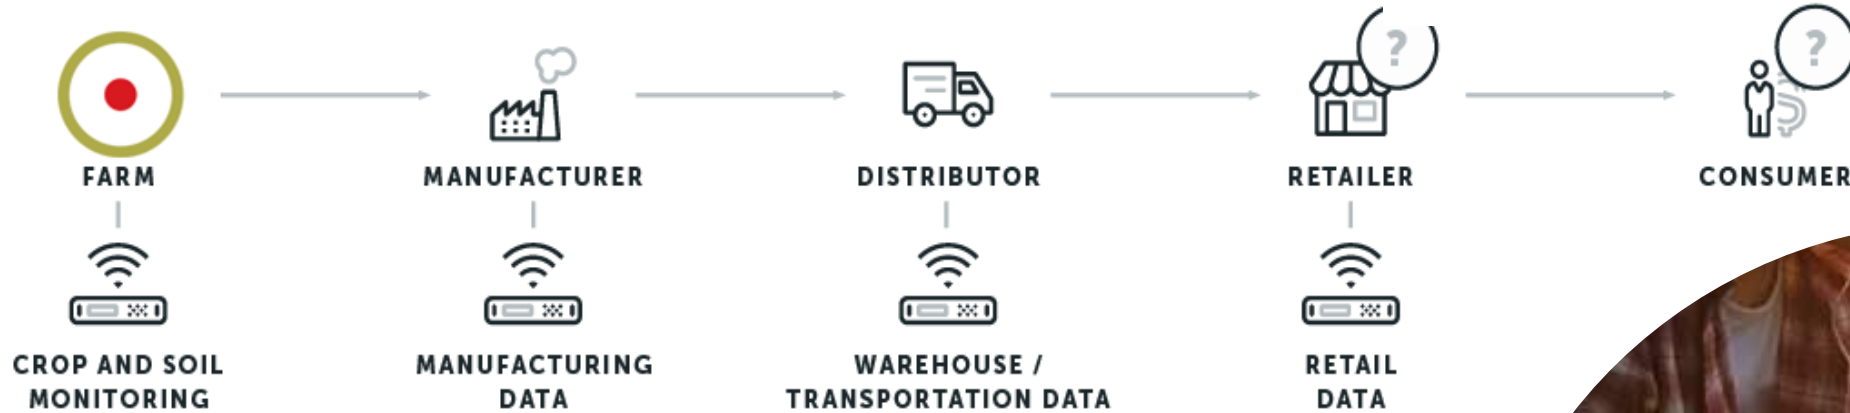 ?
?
FARM
MANUFACTURER
DISTRIBUTOR
RETAILER
CONSUMER
CROP AND SOIL
MONITORING
MANUFACTURING
DATA
WAREHOUSE /
TRANSPORTATION DATA
RETAIL
DATA